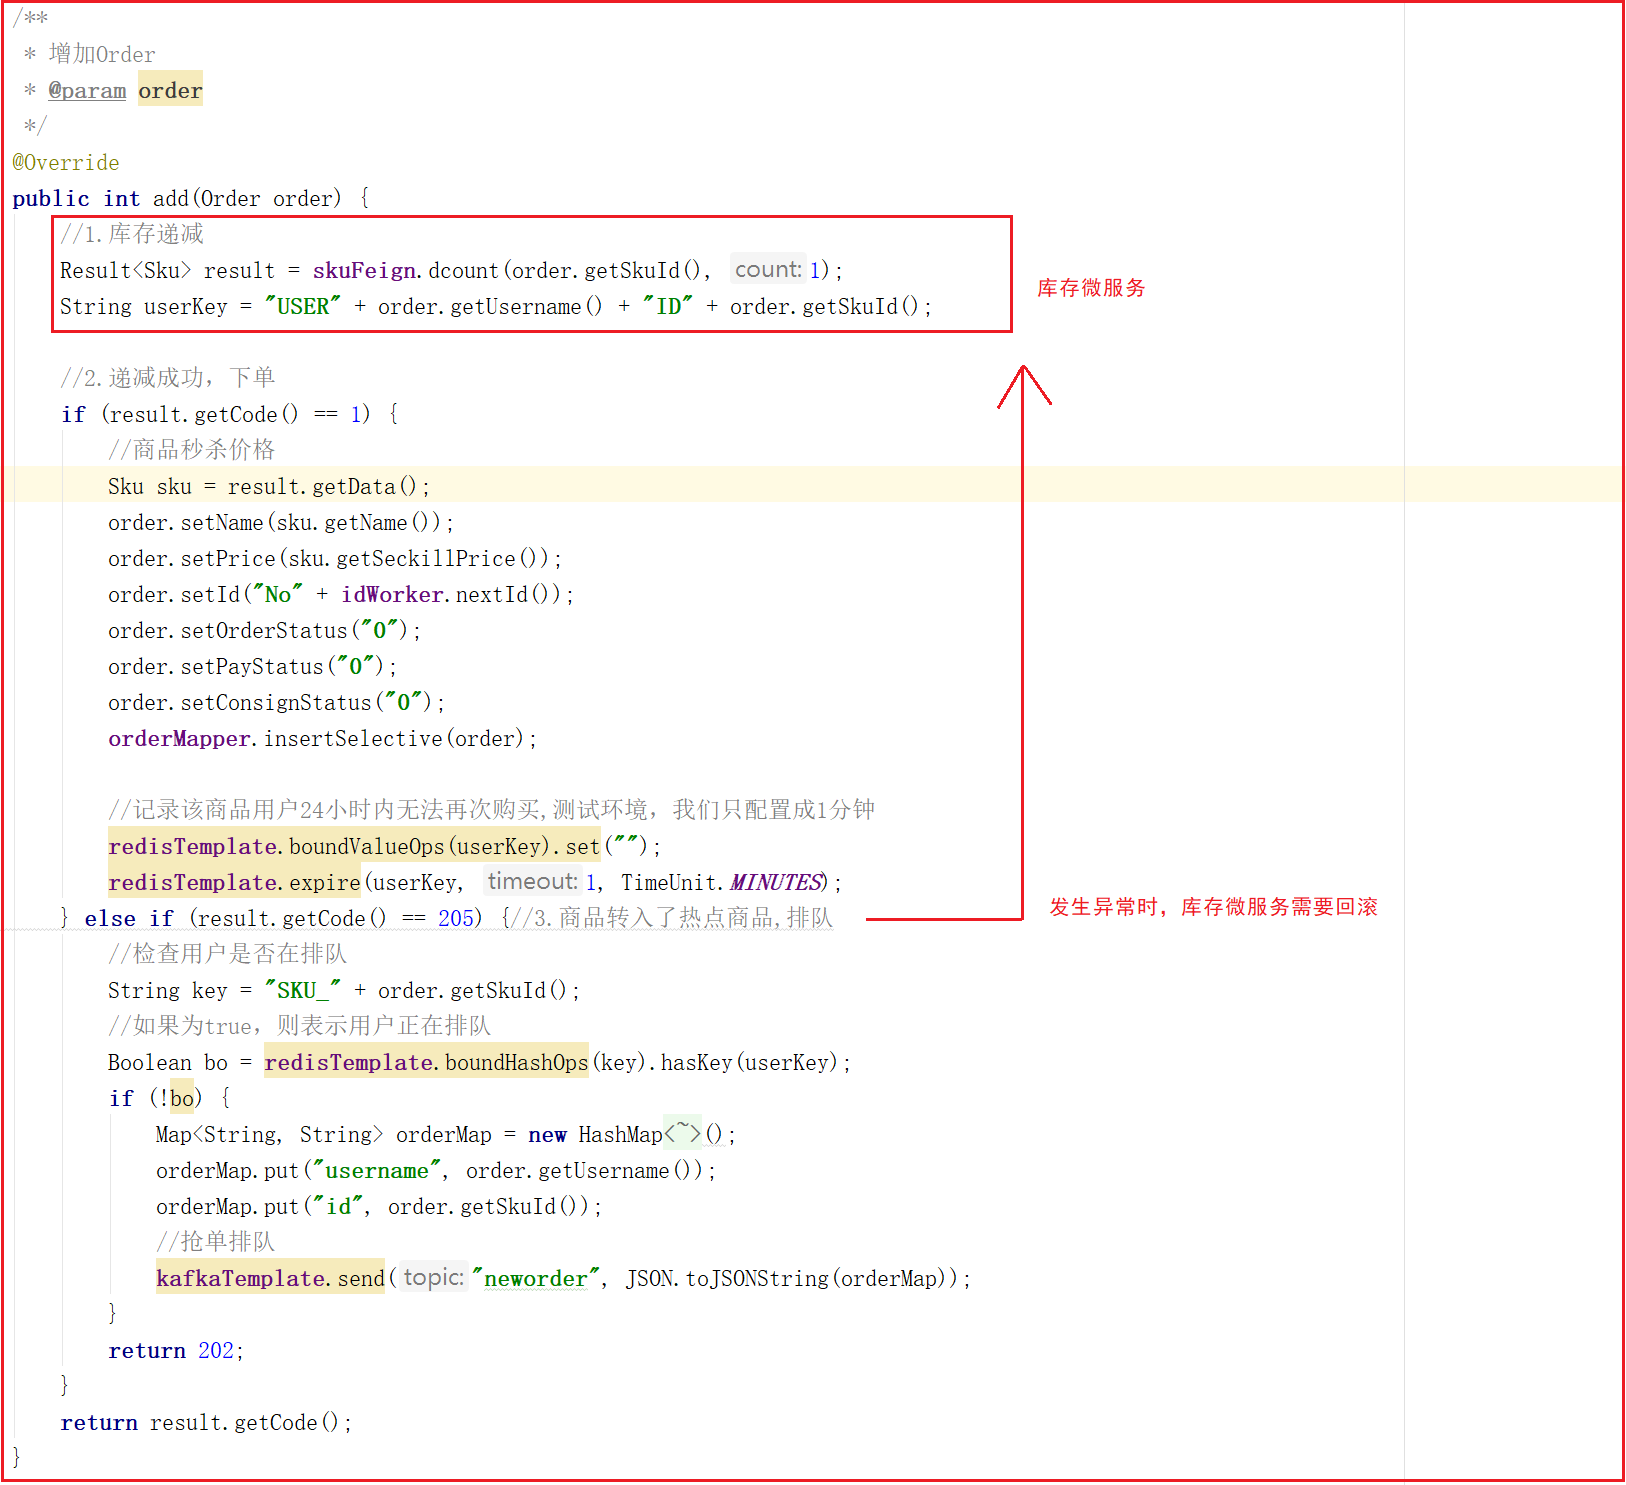 /**
 * 增加Order
 * @param order
 */
@Override
public int add(Order order) {
//1.库存递减
Result<Sku> result = skuFeign.dcount(order.getSkuId(), count: 1);
String userKey = "USER" + order.getUsername() + "ID" + order.getSkuId();
库存微服务
//2.递减成功，下单
if (result.getCode() == 1) {
//商品秒杀价格
Sku sku = result.getData();
order.setName(sku.getName());
order.setPrice(sku.getSeckillPrice());
order.setId("No" + idWorker.nextId());
order.setOrderStatus("0");
order.setPayStatus("0");
order.setConsignStatus("0");
orderMapper.insertSelective(order);
//记录该商品用户24小时内无法再次购买,测试环境，我们只配置成1分钟
redisTemplate.boundValueOps(userKey).set("");
redisTemplate.expire(userKey, timeout: 1, TimeUnit.MINUTES);
} else if (result.getCode() == 205) {//3.商品转入了热点商品,排队
发生异常时，库存微服务需要回滚
//检查用户是否在排队
String key = "SKU_" + order.getSkuId();
//如果为true，则表示用户正在排队
Boolean bo = redisTemplate.boundHashOps(key).hasKey(userKey);
if (!bo) {
Map<String, String> orderMap = new HashMap<~>();
orderMap.put("username", order.getUsername());
orderMap.put("id", order.getSkuId());
//抢单排队
kafkaTemplate.send( topic: "neworder", JSON.toJSONString(orderMap));
}
return 202;
}
return result.getCode();
}